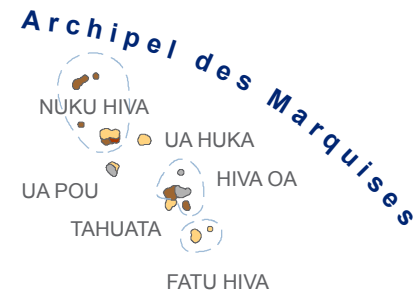 Archipel des Marquises
NUKU HIVA
UA HUKA
HIVA OA
UA POU
TAHUATA
FATU HIVA